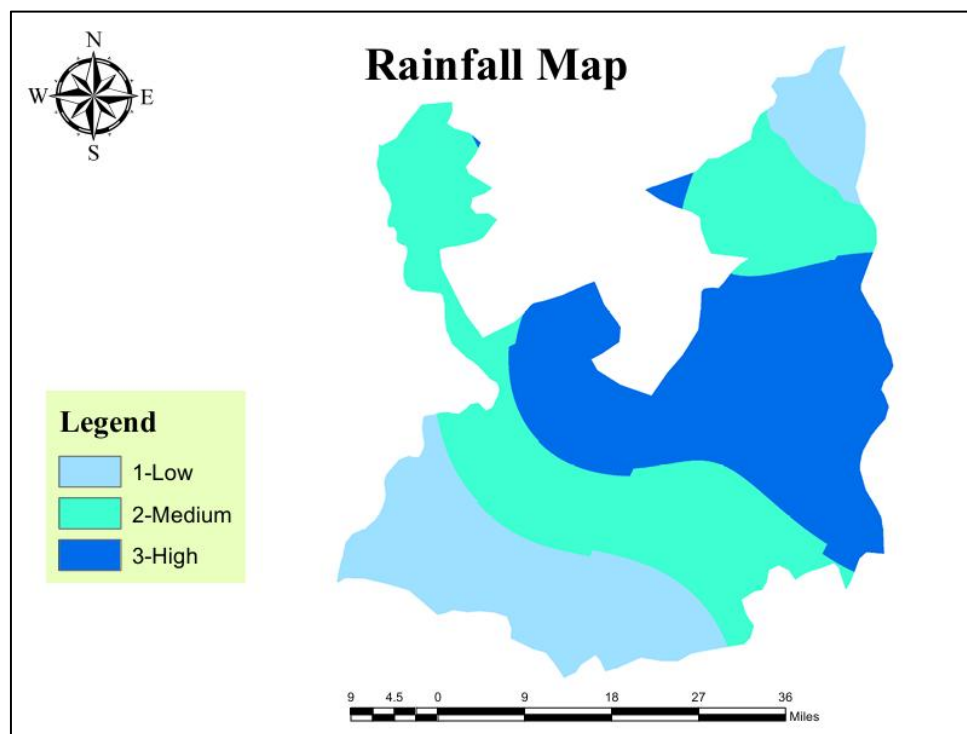 Rainfall Map
N
W E
S
Legend
1-Low
2-Medium
3-High
9 4.5 0 9 18 27 36
Miles